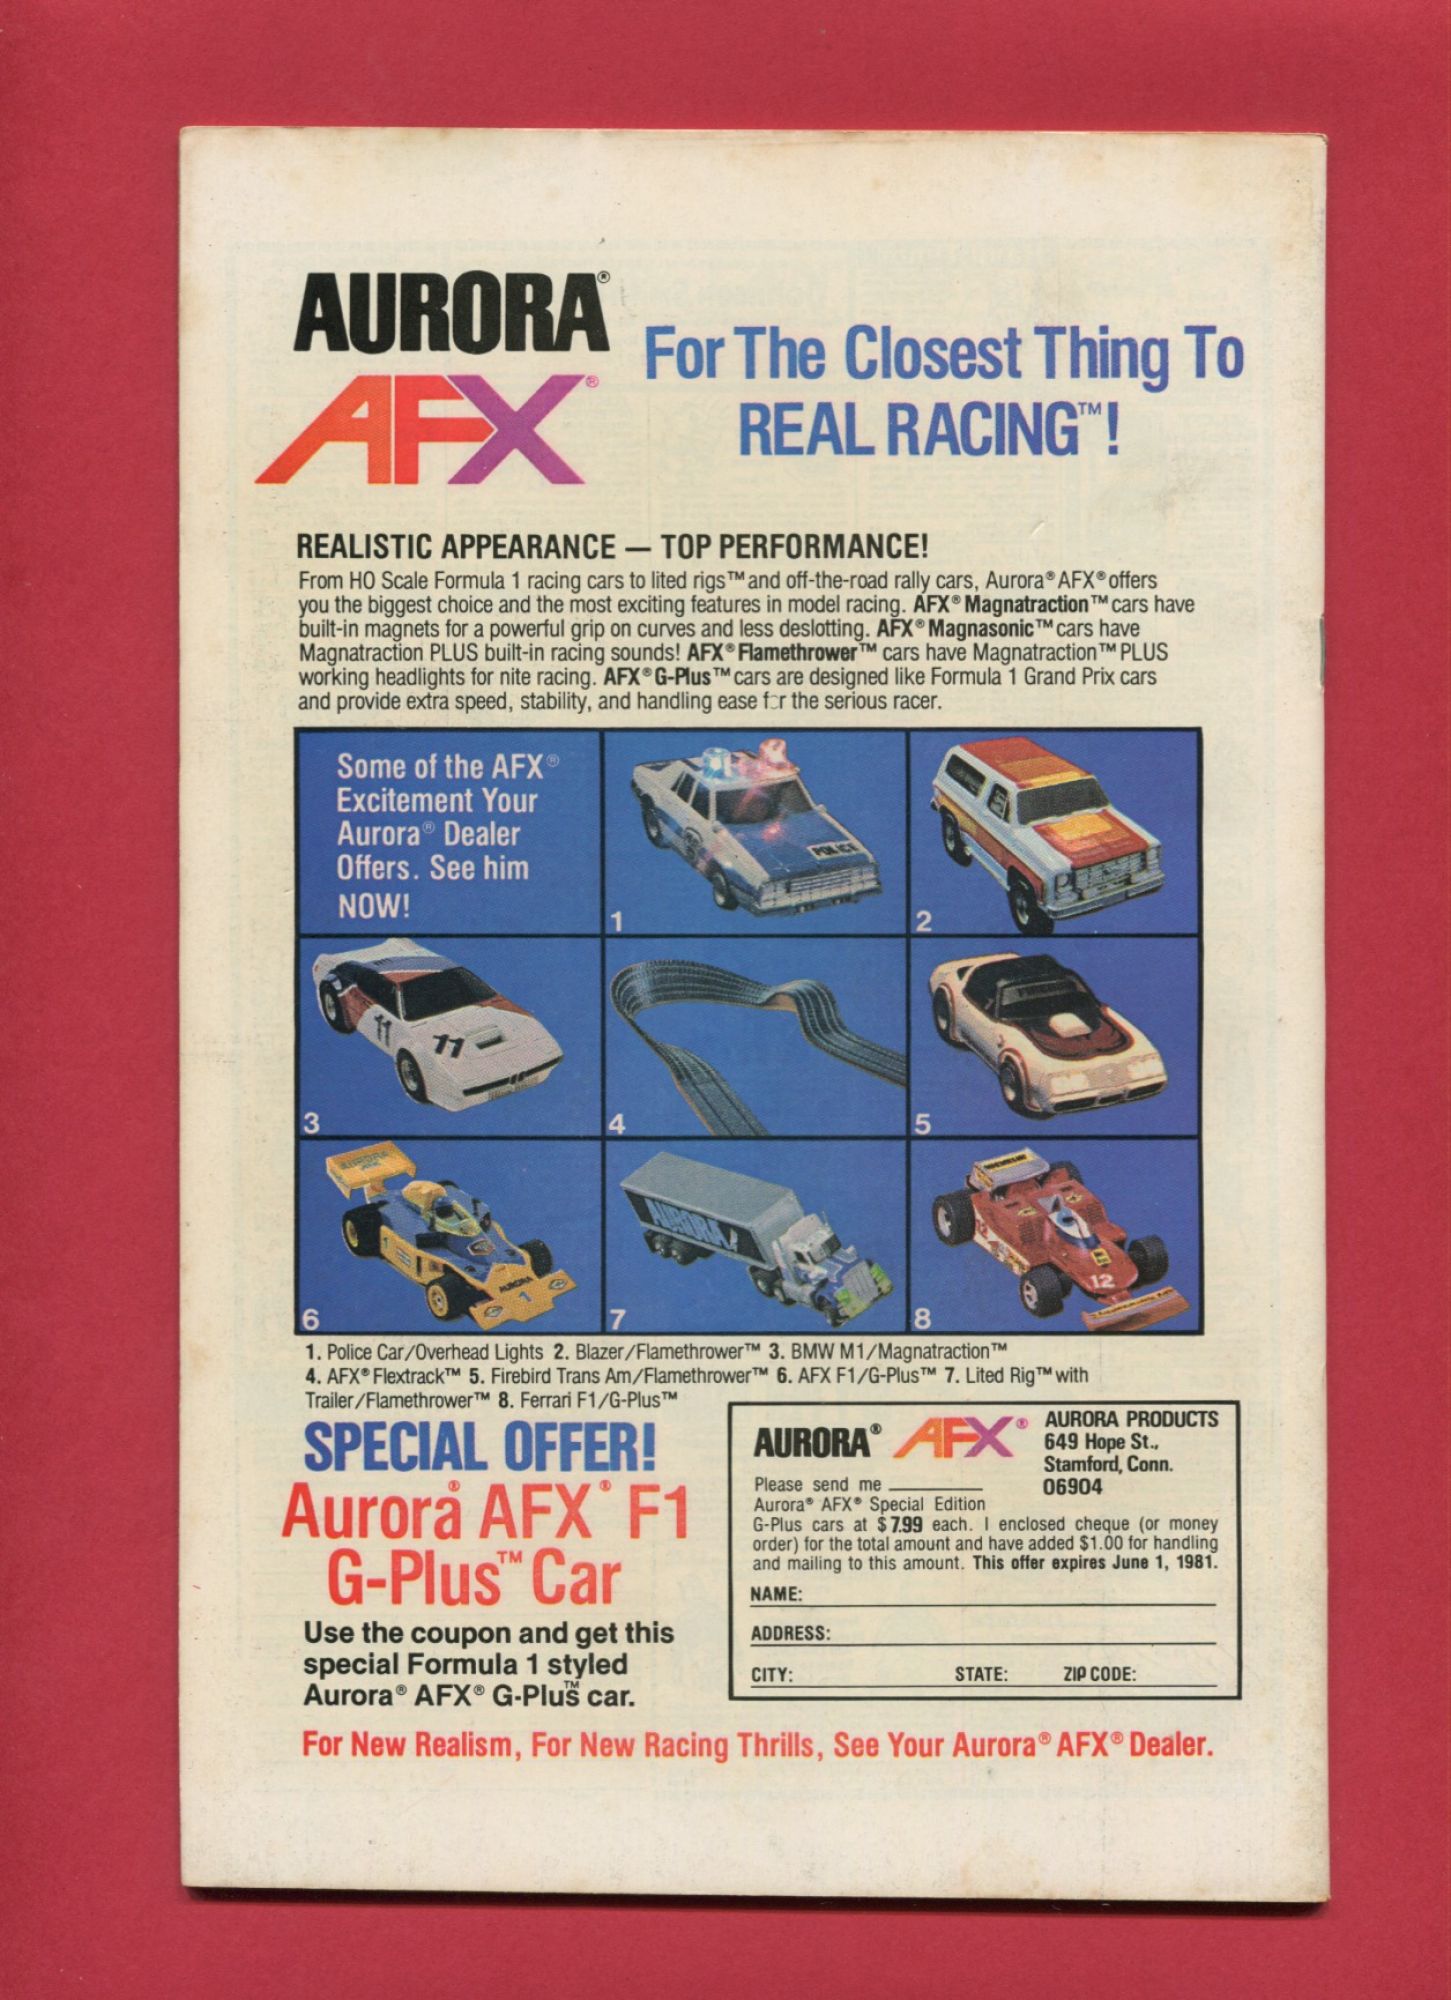 AURORA®
AFX®
For The Closest Thing To
REAL RACING™!
REALISTIC APPEARANCE — TOP PERFORMANCE!
From HO Scale Formula 1 racing cars to lited rigs™ and off-the-road rally cars, Aurora® AFX® offers
you the biggest choice and the most exciting features in model racing. AFX® Magnatraction™ cars have
built-in magnets for a powerful grip on curves and less deslotting. AFX® Magnasonic™ cars have
Magnatraction PLUS built-in racing sounds! AFX® Flamethrower™ cars have Magnatraction™ PLUS
working headlights for nite racing. AFX® G-Plus™ cars are designed like Formula 1 Grand Prix cars
and provide extra speed, stability, and handling ease for the serious racer.
Some of the AFX®
Excitement Your
Aurora® Dealer
Offers. See him
NOW!
POLICE
1
2
11
11
3
4
5
AURORA
AURORA
1
6
AURORA
7
12
12
8
1. Police Car/Overhead Lights 2. Blazer/Flamethrower™ 3. BMW M1/Magnatraction™
4. AFX® Flextrack™ 5. Firebird Trans Am/Flamethrower™ 6. AFX F1/G-Plus™ 7. Lited Rig™ with
Trailer/Flamethrower™ 8. Ferrari F1/G-Plus™
SPECIAL OFFER!
Aurora® AFX® F1
G-Plus™ Car
Use the coupon and get this
special Formula 1 styled
Aurora® AFX® G-Plus™ car.
AURORA® AFX®
AURORA PRODUCTS
649 Hope St.,
Stamford, Conn.
06904
Please send me
Aurora® AFX® Special Edition
G-Plus cars at $7.99 each. I enclosed cheque (or money
order) for the total amount and have added $1.00 for handling
and mailing to this amount. This offer expires June 1, 1981.
NAME:
ADDRESS:
CITY: STATE: ZIP CODE:
For New Realism, For New Racing Thrills, See Your Aurora® AFX® Dealer.